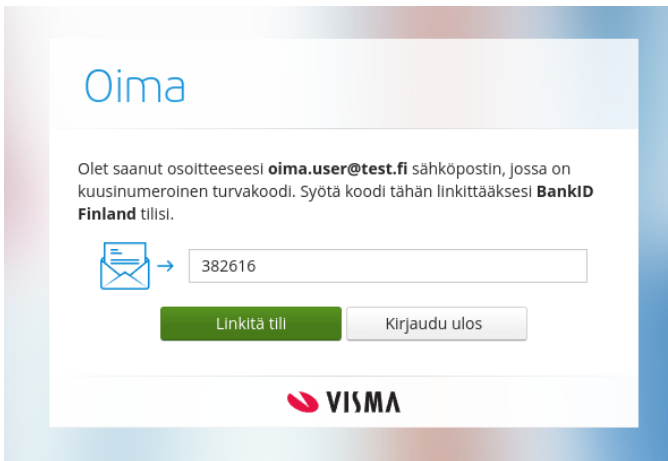 Oima
Olet saanut osoitteeseesi oima.user@test.fi sähköpostin, jossa on
kuusinumeroinen turvakoodi. Syötä koodi tähän linkittääksesi BankID
Finland tilisi.
382616
Linkitä tili Kirjaudu ulos
VISMA